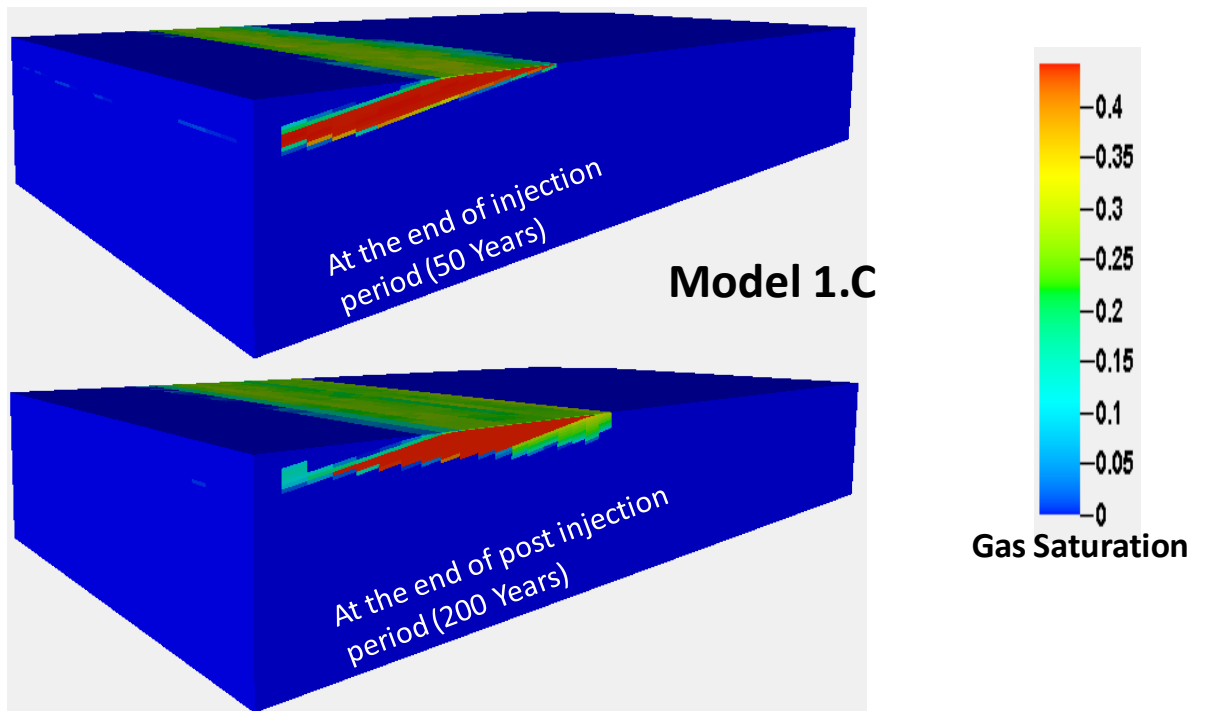 At the end of injection
period (50 Years)
Model 1.C
At the end of post injection
period (200 Years)
0.4
0.35
0.3
0.25
0.2
0.15
0.1
0.05
0
Gas Saturation